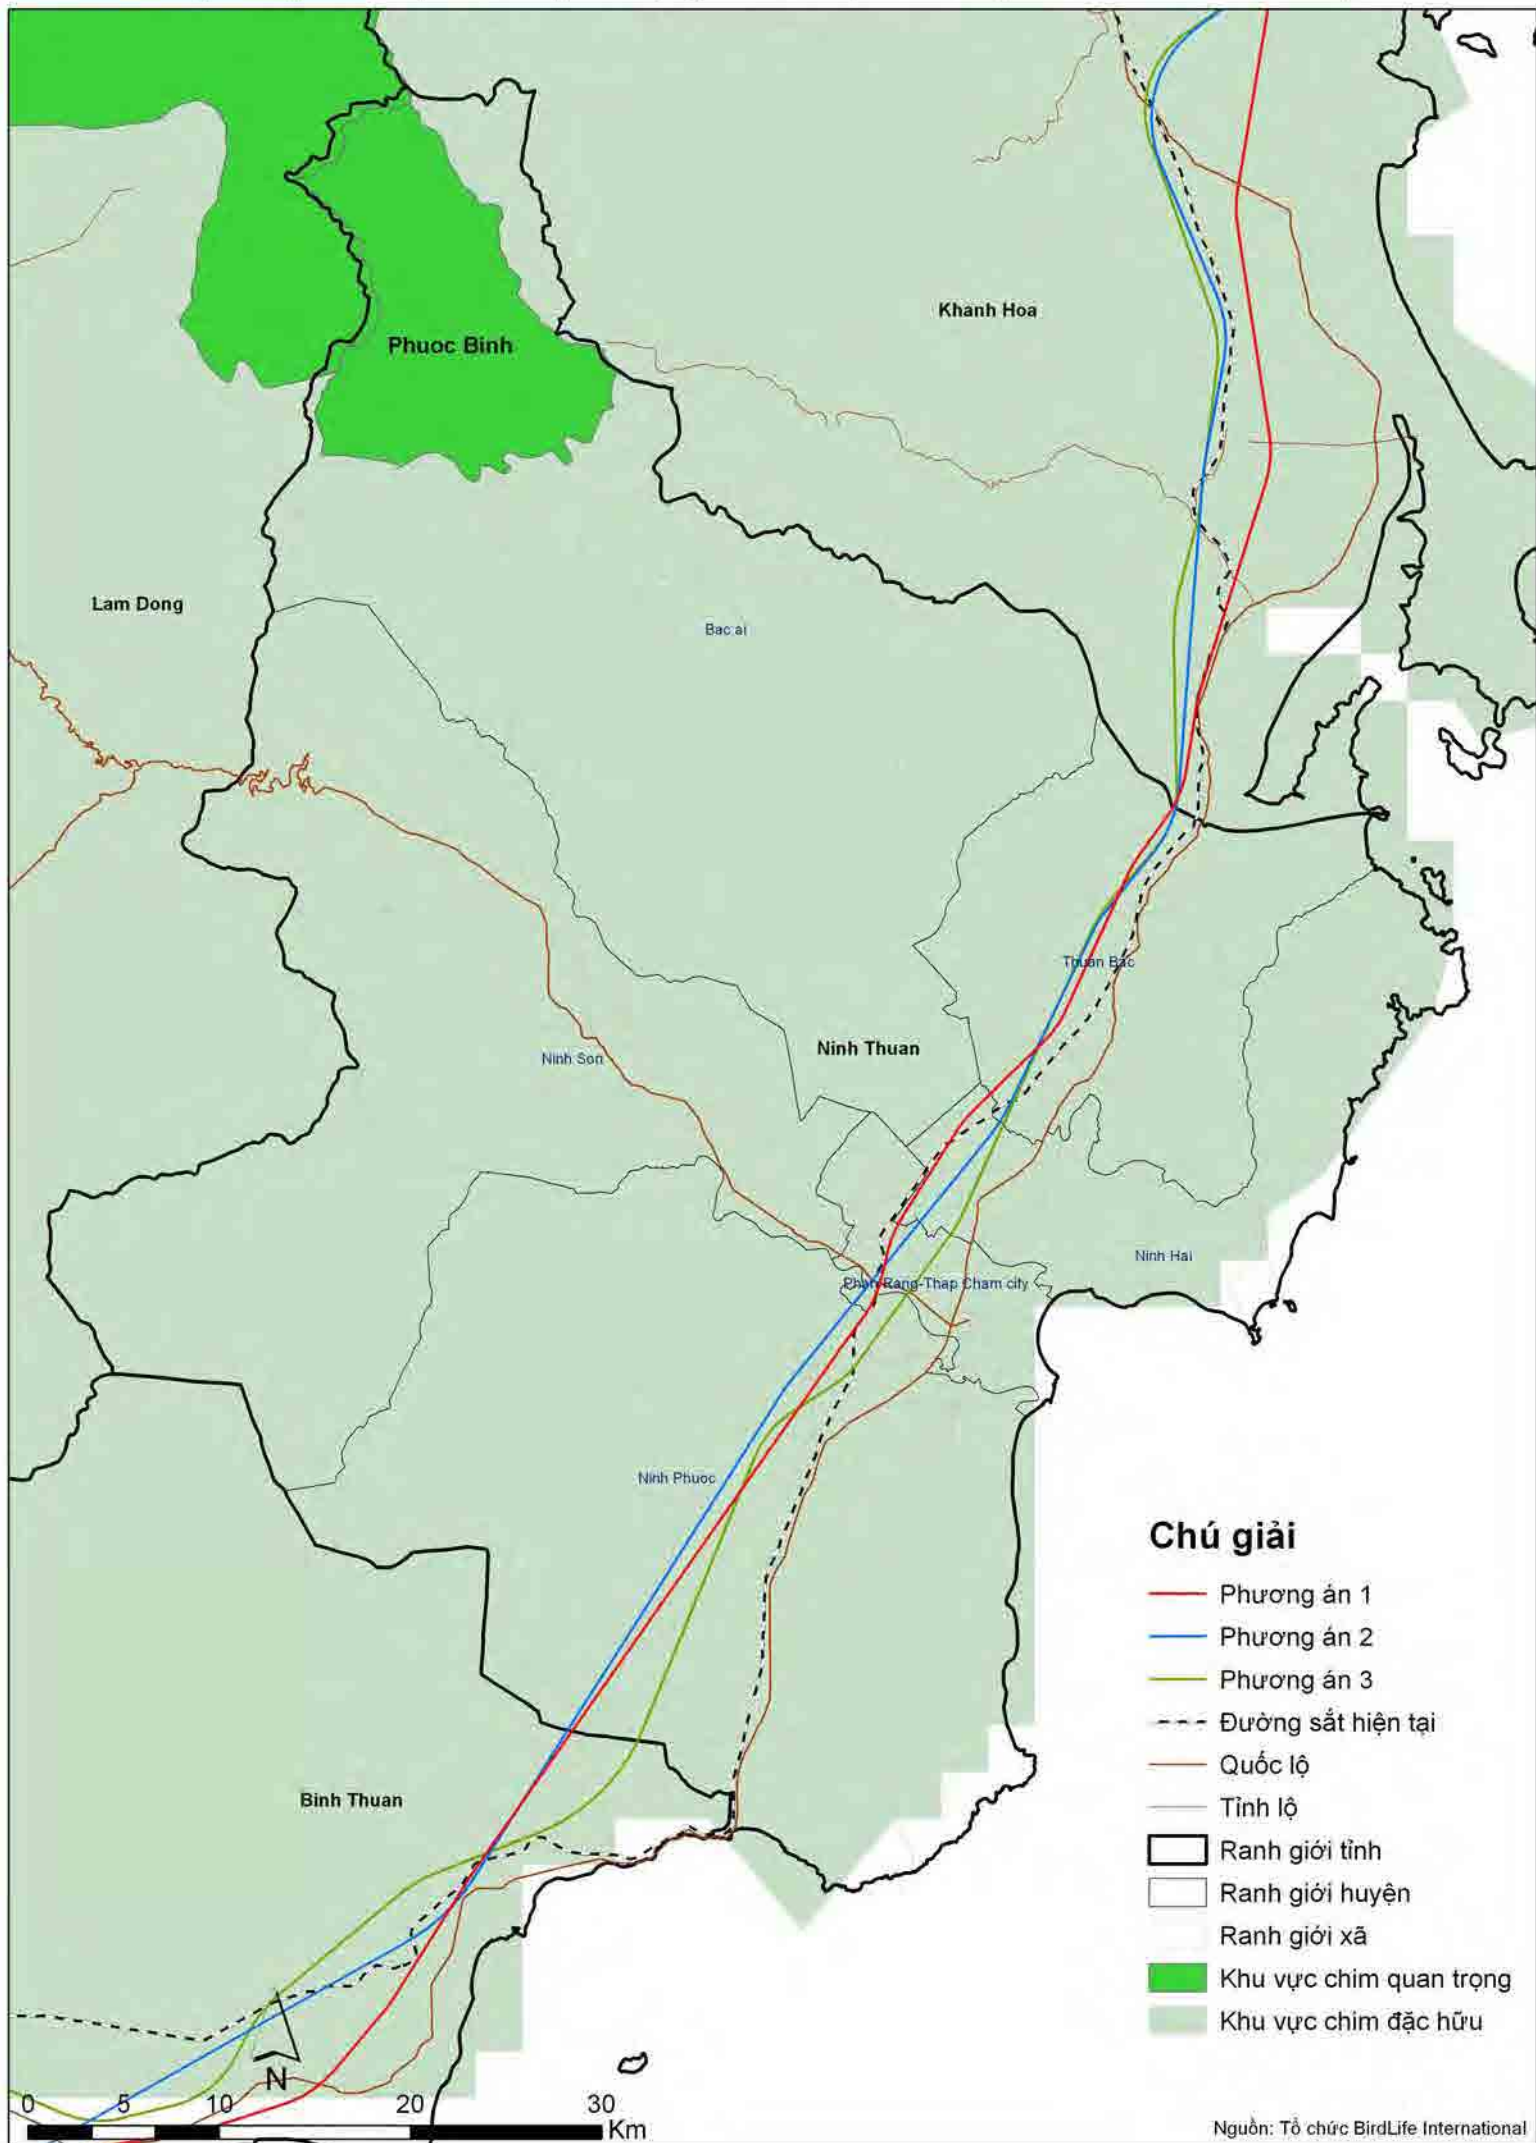 Khanh Hoa
Phuoc Binh
Lam Dong
Bac ai
Thuan Bac
Ninh Thuan
Ninh Son
Ninh Hai
Phan Rang-Thap Cham city
Ninh Phuoc
Binh Thuan
Chú giải
Phương án 1
Phương án 2
Phương án 3
Đường sắt hiện tại
Quốc lộ
Tỉnh lộ
Ranh giới tỉnh
Ranh giới huyện
Ranh giới xã
Khu vực chim quan trọng
Khu vực chim đặc hữu
N
0 5 10 20 30
Km
Nguồn: Tổ chức BirdLife International